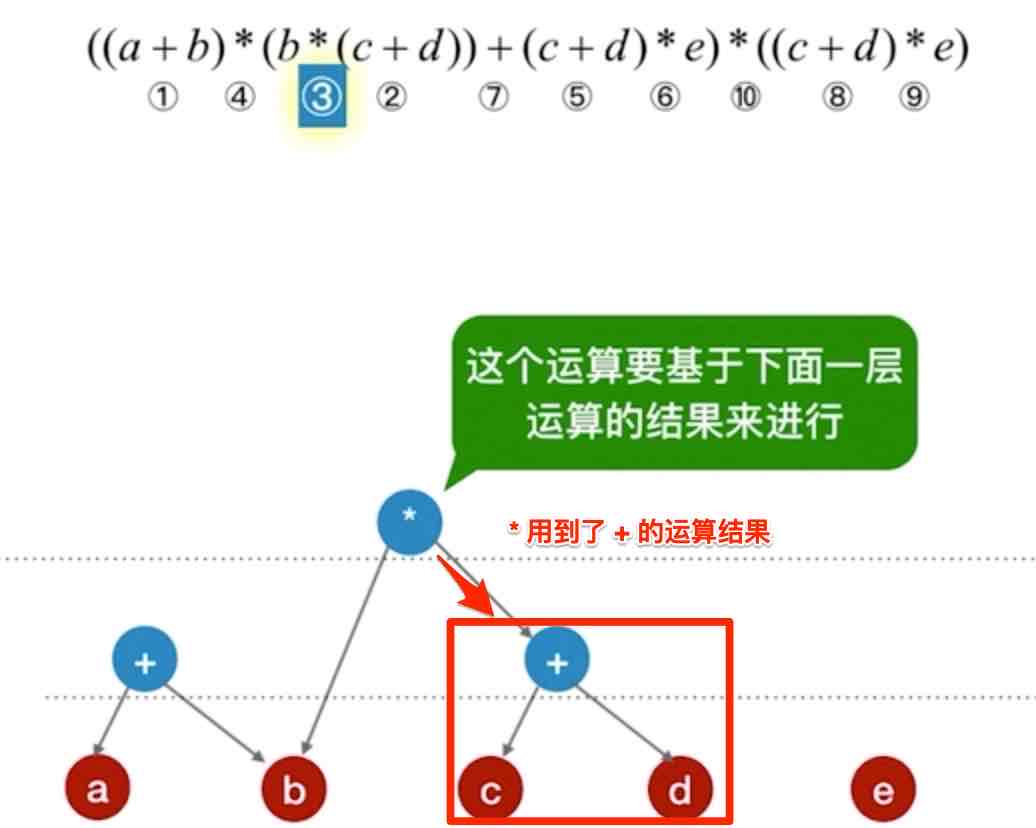 ((a+b)*(b*(c+d))+(c+d)*e)*((c+d)*e)
① ④ ③ ② ⑦ ⑤ ⑥ ⑩ ⑧ ⑨
这个运算要基于下面一层
运算的结果来进行
*
* 用到了 + 的运算结果
+ +
a b c d e